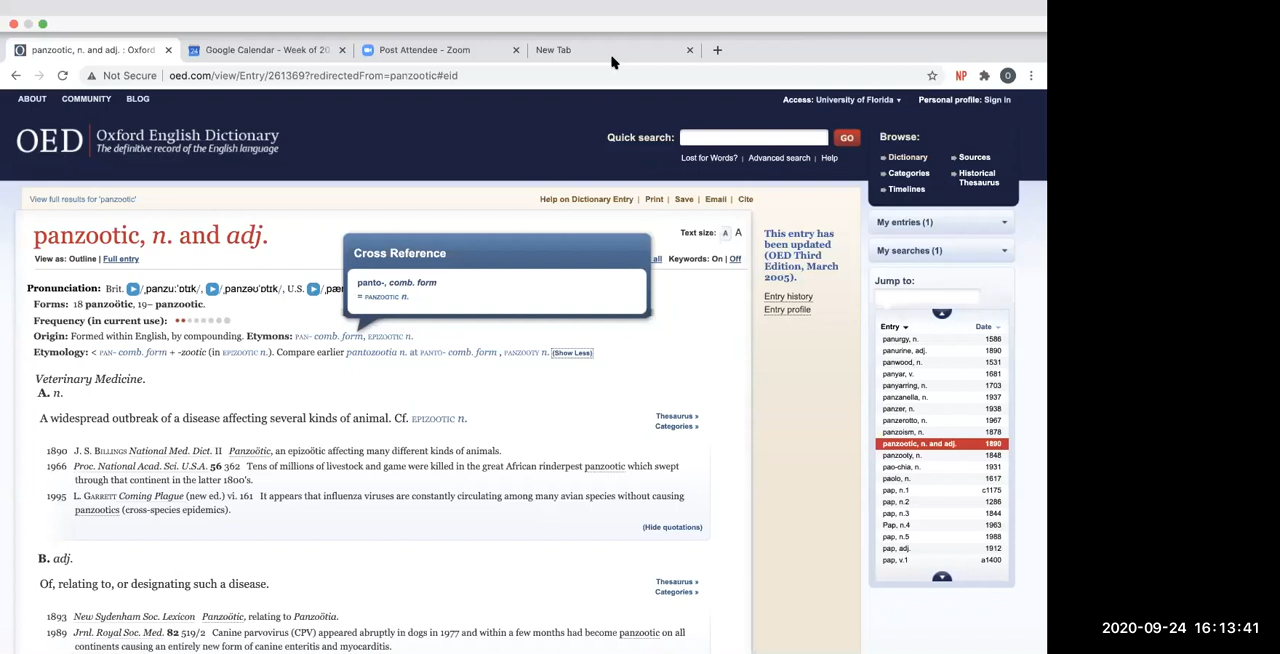 panzootic, n. and adj. : Oxford
Google Calendar - Week of 20
Post Attendee - Zoom
New Tab
Not Secure
oed.com/view/Entry/261369?redirectedFrom=panzootic#eid
NP
O
ABOUT COMMUNITY BLOG
Access: University of Florida Personal profile: Sign in
OED Oxford English Dictionary
The definitive record of the English language
Quick search: GO
Lost for Words? | Advanced search | Help
Browse:
Dictionary
Categories
Timelines
Sources
Historical
Thesaurus
View full results for 'panzootic'
Help on Dictionary Entry | Print | Save | Email | Cite
panzootic, n. and adj.
Text size: A A
View as: Outline | Full entry
all Keywords: On | Off
Cross Reference
panto-, comb. form
= PANZOOTIC n.
Pronunciation: Brit. /ˌpanzuːˈɒtɪk/, /ˌpanzəʊˈɒtɪk/, U.S.
Forms: 18 panzoötic, 19– panzootic.
Frequency (in current use):
Origin: Formed within English, by compounding. Etymons: PAN- comb. form, EPIZOOTIC n.
Etymology: < PAN- comb. form + -zootic (in EPIZOOTIC n.). Compare earlier pantozootia n. at PANTO- comb. form , PANZOOTY n. (Show Less)
Veterinary Medicine.
A. n.
A widespread outbreak of a disease affecting several kinds of animal. Cf. EPIZOOTIC n.
Thesaurus »
Categories »
1890 J. S. BILLINGS National Med. Dict. II Panzoötic, an epizoötic affecting many different kinds of animals.
1966 Proc. National Acad. Sci. U.S.A. 56 362 Tens of millions of livestock and game were killed in the great African rinderpest panzootic which swept
through that continent in the latter 1800's.
1995 L. GARRETT Coming Plague (new ed.) vi. 161 It appears that influenza viruses are constantly circulating among many avian species without causing
panzootics (cross-species epidemics).
(Hide quotations)
B. adj.
Of, relating to, or designating such a disease.
Thesaurus »
Categories »
1893 New Sydenham Soc. Lexicon Panzoötic, relating to Panzoötia.
1989 Jrnl. Royal Soc. Med. 82 519/2 Canine parvovirus (CPV) appeared abruptly in dogs in 1977 and within a few months had become panzootic on all
continents causing an entirely new form of canine enteritis and myocarditis.
This entry has
been updated
(OED Third
Edition, March
2005).
Entry history
Entry profile
My entries (1)
My searches (1)
Jump to:
Entry Date
panurgy, n. 1586
panurine, adj. 1890
panwood, n. 1531
panyar, v. 1681
panyarring, n. 1703
panzanella, n. 1937
panzer, n. 1938
panzerotto, n. 1967
panzoism, n. 1878
panzootic, n. and adj. 1890
panzooty, n. 1848
pao-chia, n. 1931
paolo, n. 1617
pap, n.1 c1175
pap, n.2 1286
pap, n.3 1844
Pap, n.4 1963
pap, n.5 1988
pap, adj. 1912
pap, v.1 a1400
2020-09-24 16:13:41